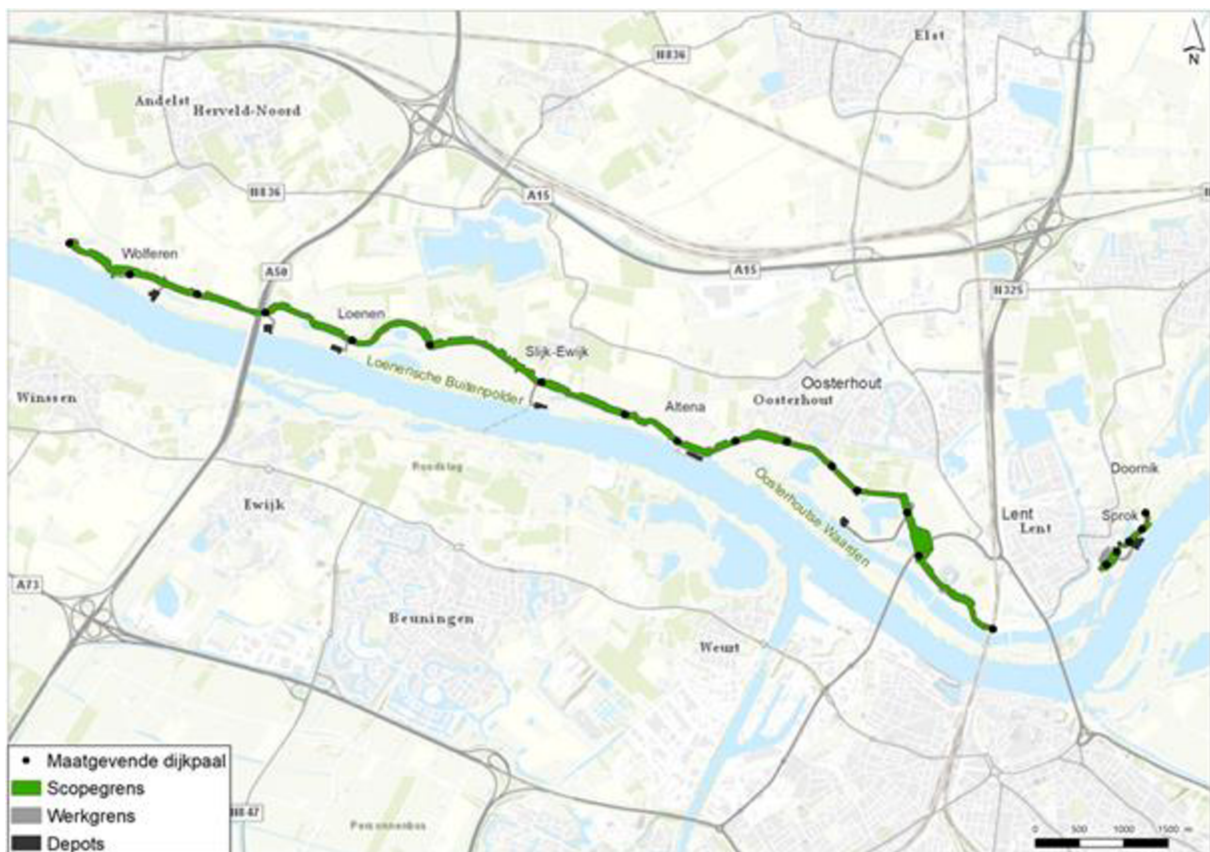 Elst
N
N836
Andelst
Herveld-Noord
N836
A15
Wolferen
A50
A15
N325
Loenen
Slijk-Ewijk
Loenensche Buitenpolder
Winssen
Altena
Oosterhout
Oosterhout
Doornik
Ewijk
Oosterhoutse Waarden
Lent
Lent
Sprok
A73
Beuningen
Weurt
Maatgevende dijkpaal
Scopegrens
Werkgrens
Depots
N847
0 500 1000 1500 m